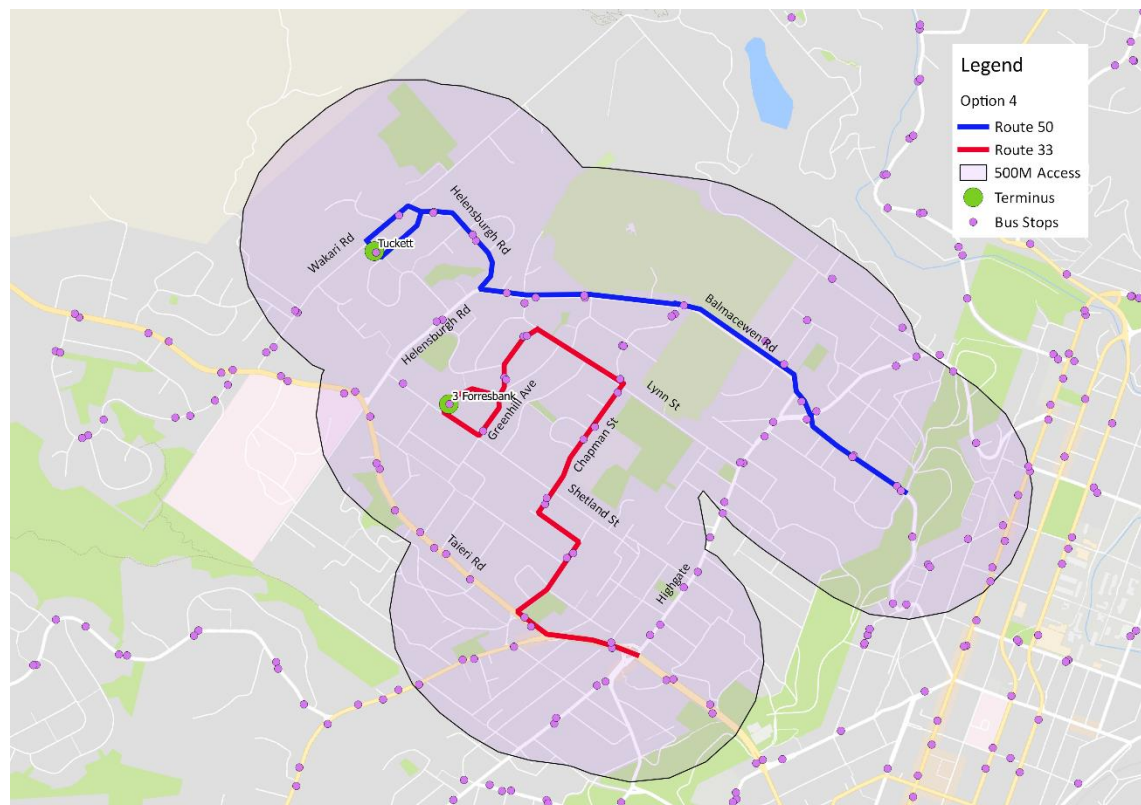 Legend
Option 4
Route 50
Route 33
500M Access
Terminus
Bus Stops
Helensburgh Rd
Wakari Rd
Tuckett
Helensburgh Rd
Balmacewen Rd
3 Forresbank
Greenhill Ave
Lynn St
Chapman St
Shetland St
Taieri Rd
Highgate